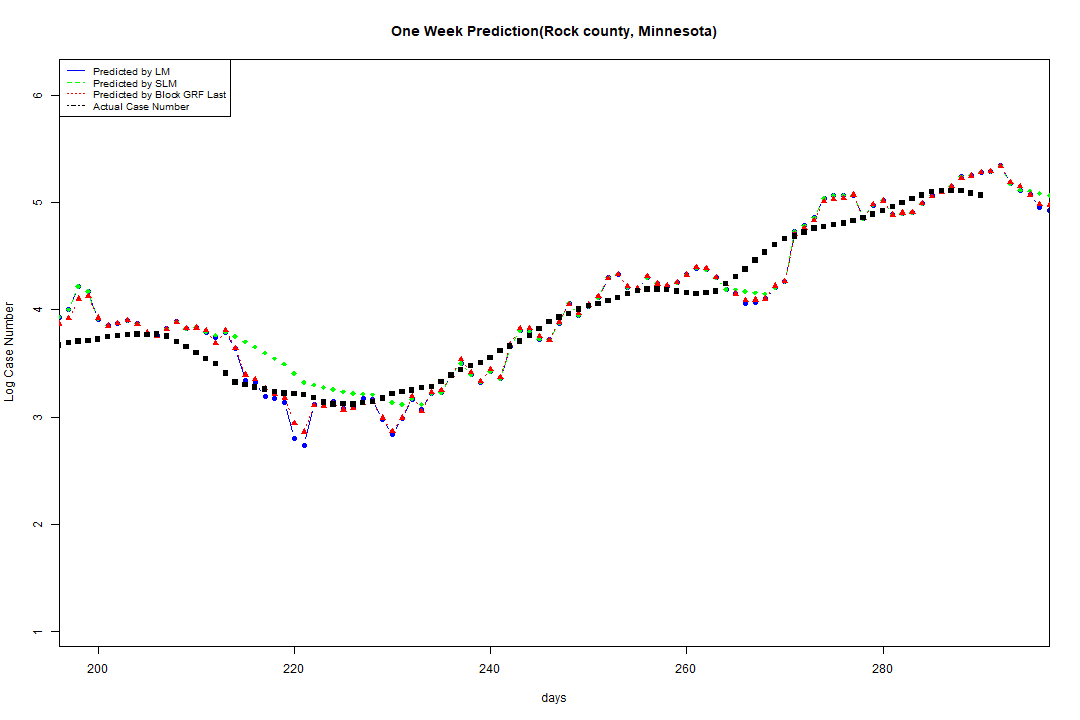 One Week Prediction(Rock county, Minnesota)
Predicted by LM
Predicted by SLM
Predicted by Block GRF Last
Actual Case Number
6
5
4
3
2
1
Log Case Number
200
220
240
260
280
days